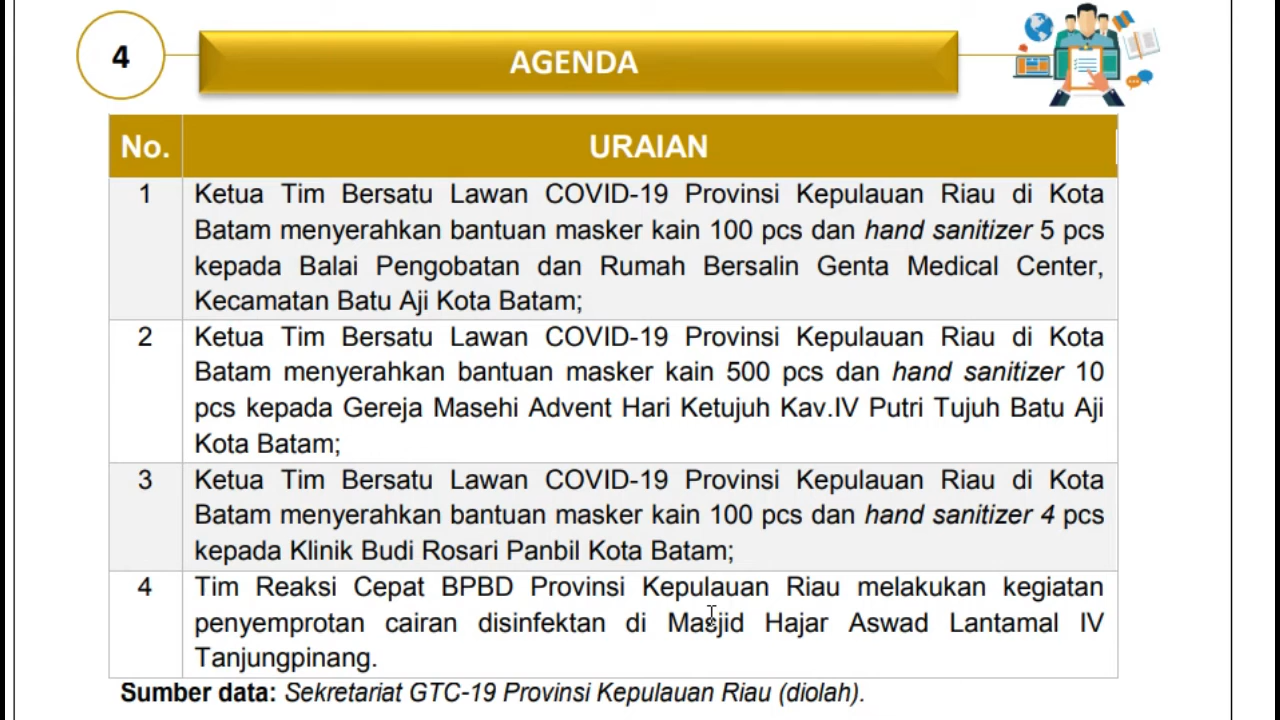 4
AGENDA
No. URAIAN
1 Ketua Tim Bersatu Lawan COVID-19 Provinsi Kepulauan Riau di Kota
Batam menyerahkan bantuan masker kain 100 pcs dan hand sanitizer 5 pcs
kepada Balai Pengobatan dan Rumah Bersalin Genta Medical Center,
Kecamatan Batu Aji Kota Batam;
2 Ketua Tim Bersatu Lawan COVID-19 Provinsi Kepulauan Riau di Kota
Batam menyerahkan bantuan masker kain 500 pcs dan hand sanitizer 10
pcs kepada Gereja Masehi Advent Hari Ketujuh Kav.IV Putri Tujuh Batu Aji
Kota Batam;
3 Ketua Tim Bersatu Lawan COVID-19 Provinsi Kepulauan Riau di Kota
Batam menyerahkan bantuan masker kain 100 pcs dan hand sanitizer 4 pcs
kepada Klinik Budi Rosari Panbil Kota Batam;
4 Tim Reaksi Cepat BPBD Provinsi Kepulauan Riau melakukan kegiatan
penyemprotan cairan disinfektan di Masjid Hajar Aswad Lantamal IV
Tanjungpinang.
Sumber data: Sekretariat GTC-19 Provinsi Kepulauan Riau (diolah).